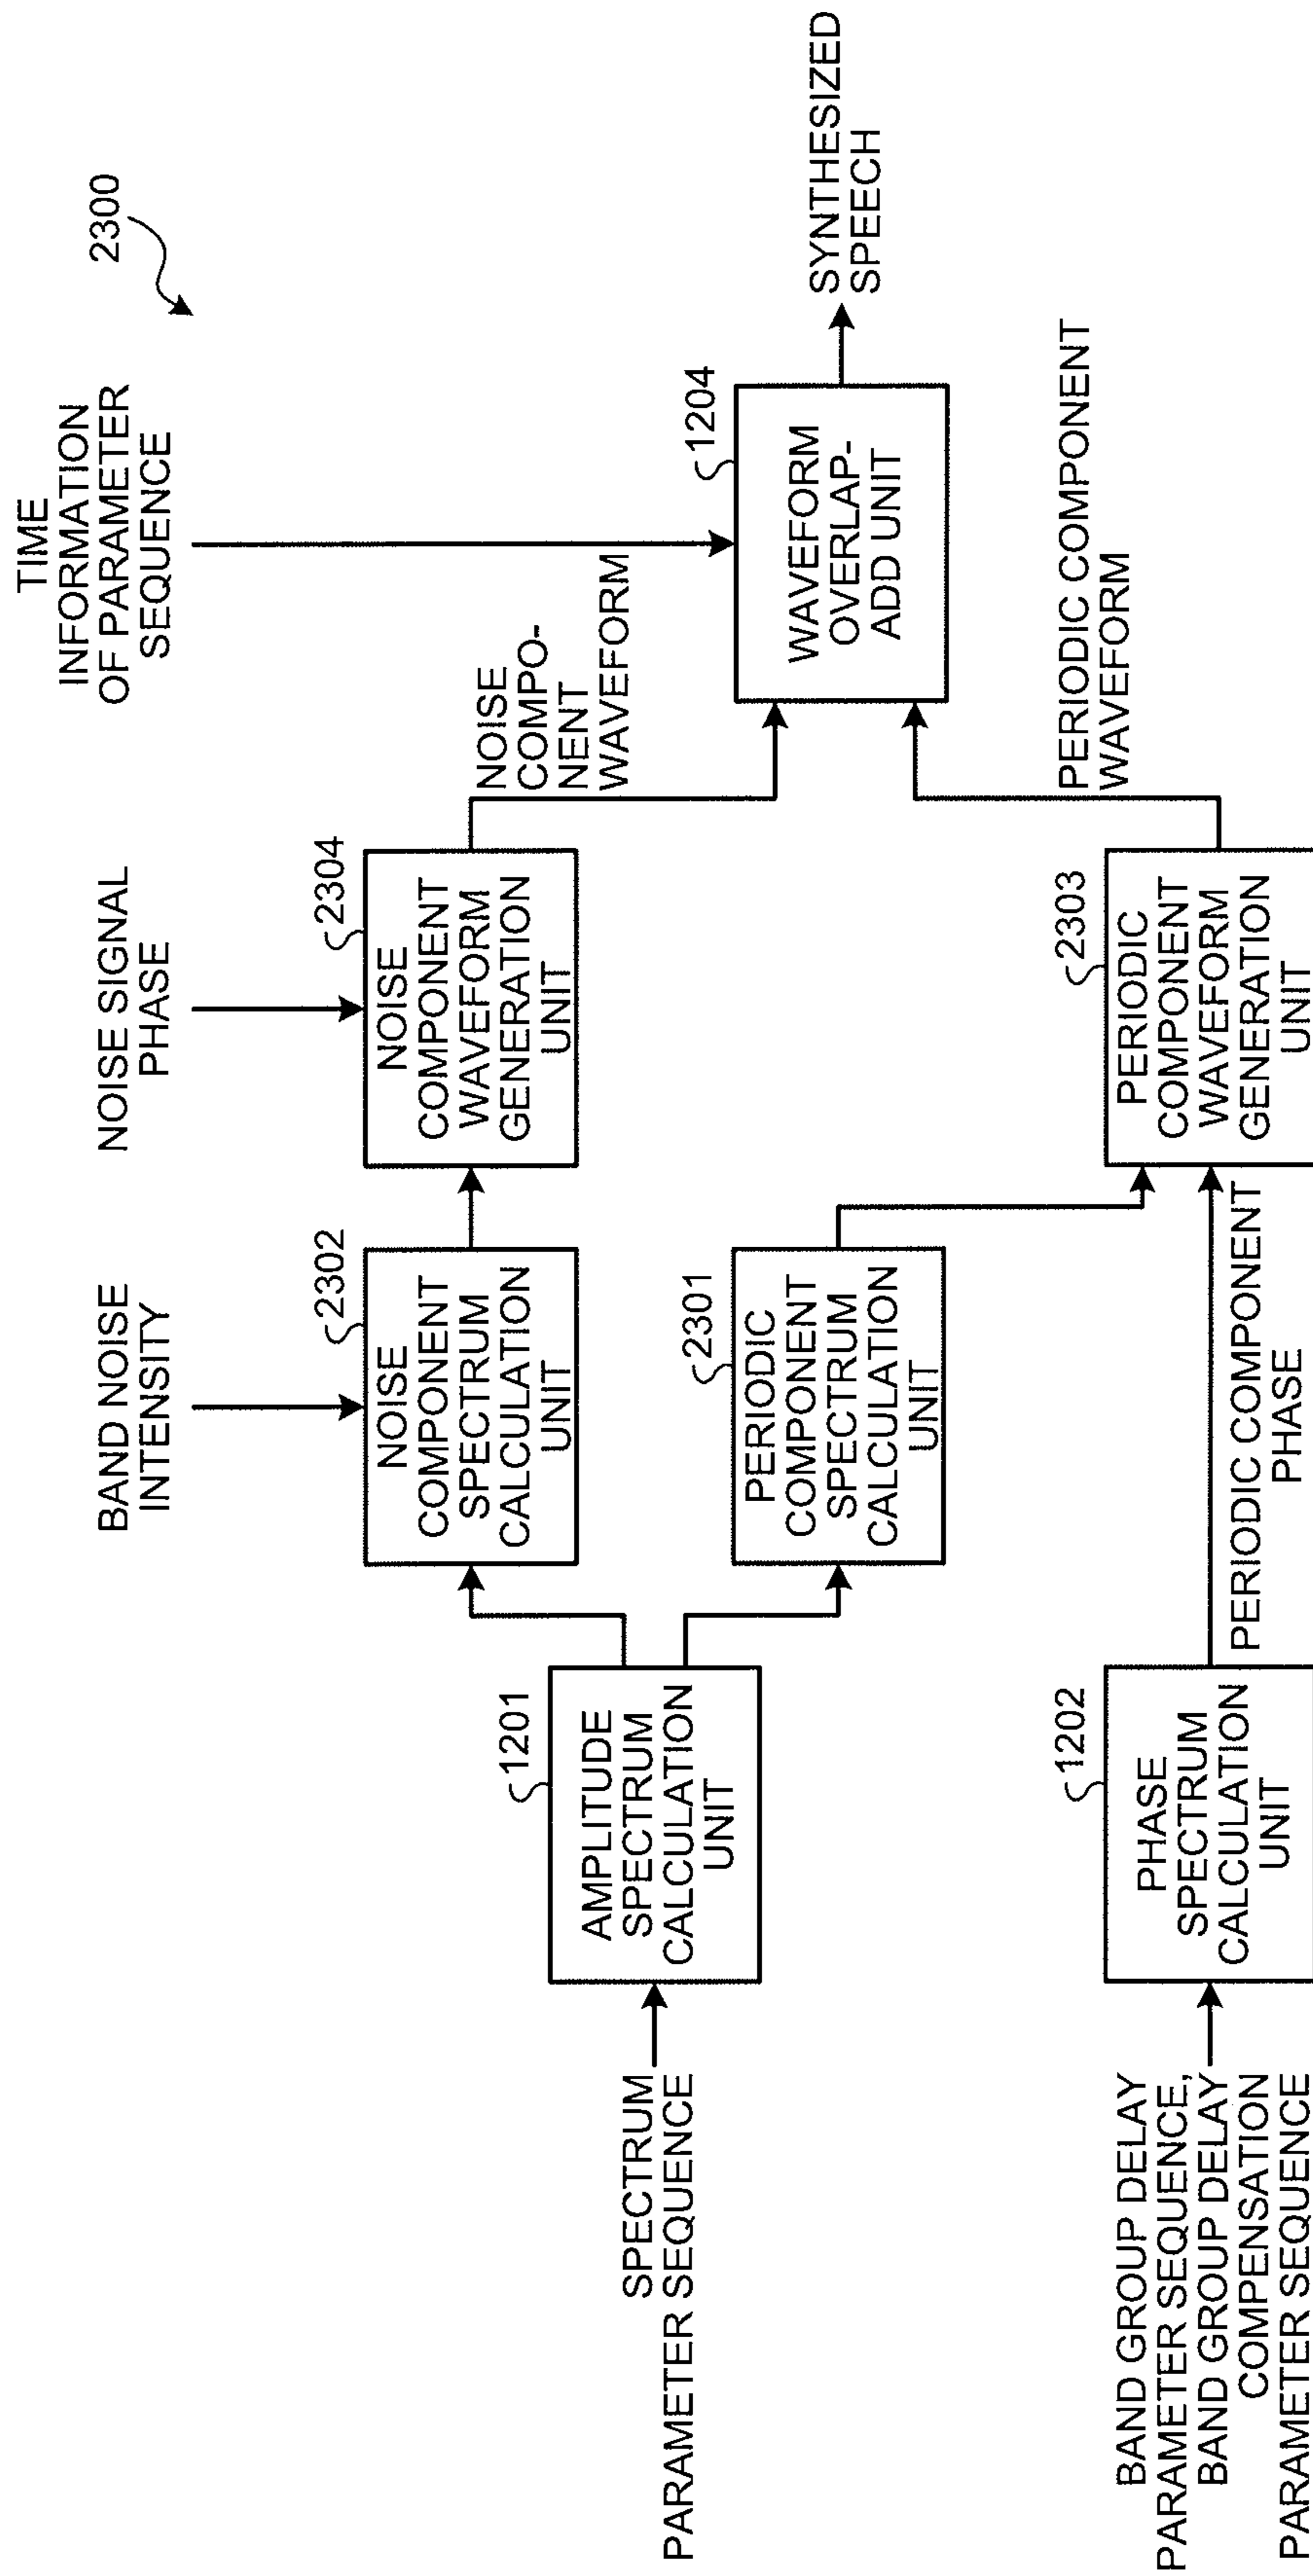 2300
TIME
INFORMATION
OF PARAMETER
SEQUENCE
NOISE SIGNAL
PHASE
BAND NOISE
INTENSITY
SPECTRUM
PARAMETER SEQUENCE
1201
AMPLITUDE
SPECTRUM
CALCULATION
UNIT
2302
NOISE
COMPONENT
SPECTRUM
CALCULATION
UNIT
2304
NOISE
COMPONENT
WAVEFORM
GENERATION
UNIT
NOISE
COMPO-
NENT
WAVEFORM
2301
PERIODIC
COMPONENT
SPECTRUM
CALCULATION
UNIT
1204
WAVEFORM
OVERLAP-
ADD UNIT
SYNTHESIZED
SPEECH
BAND GROUP DELAY
PARAMETER SEQUENCE,
BAND GROUP DELAY
COMPENSATION
PARAMETER SEQUENCE
1202
PHASE
SPECTRUM
CALCULATION
UNIT
PERIODIC COMPONENT
PHASE
2303
PERIODIC
COMPONENT
WAVEFORM
GENERATION
UNIT
PERIODIC COMPONENT
WAVEFORM